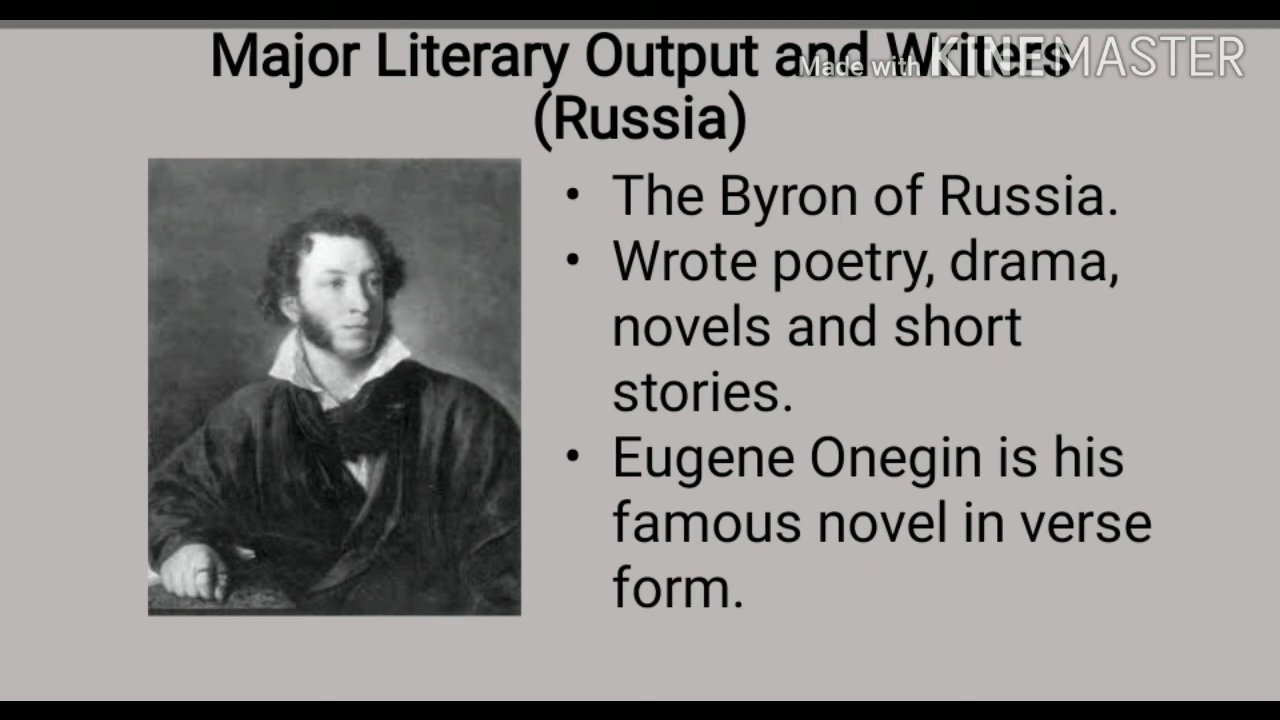 Major Literary Output and Writers
Made with KINEMASTER
(Russia)
• The Byron of Russia.
• Wrote poetry, drama,
novels and short
stories.
• Eugene Onegin is his
famous novel in verse
form.